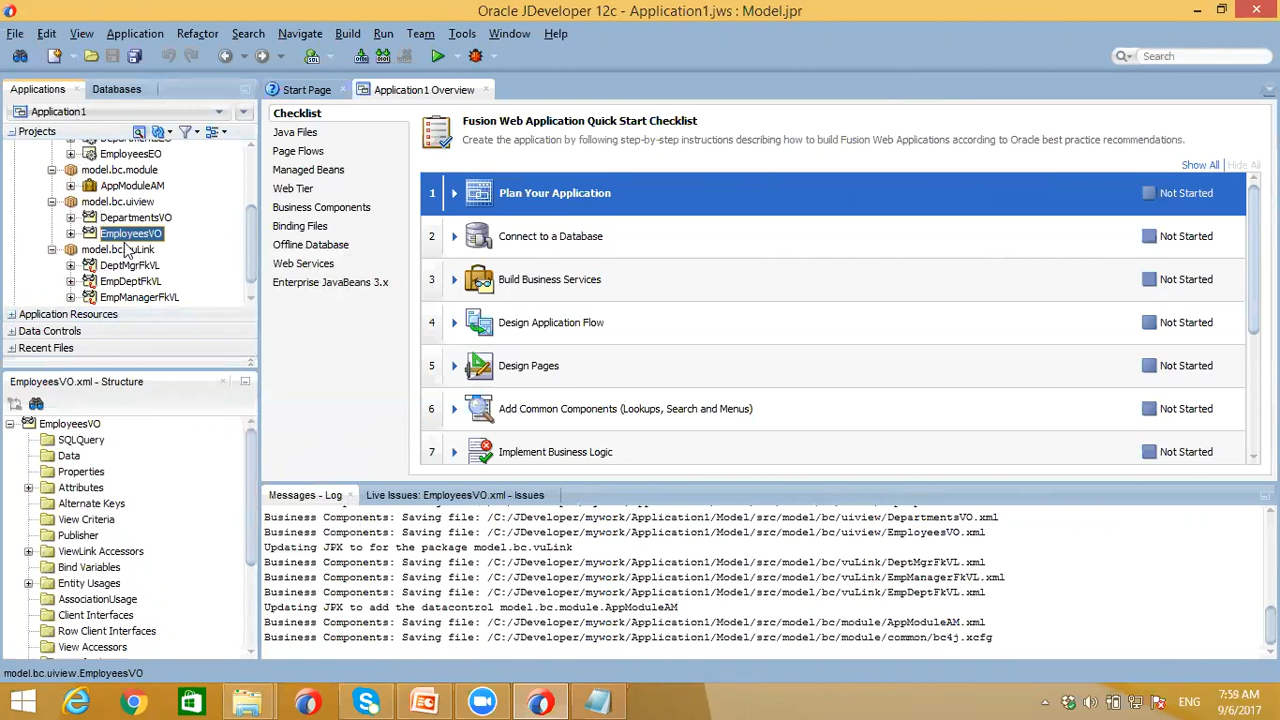 Oracle JDeveloper 12c - Application1.jws : Model.jpr
File Edit View Application Refactor Search Navigate Build Run Team Tools Window Help
Search
Applications Databases
Start Page Application1 Overview
Application1
Projects
EmployeesEO
model.bc.module
AppModuleAM
model.bc.uiview
DepartmentsVO
EmployeesVO
model.bc.vuLink
DeptMgrFkVL
EmpDeptFkVL
EmpManagerFkVL
Application Resources
Data Controls
Recent Files
EmployeesVO.xml - Structure
EmployeesVO
SQLQuery
Data
Properties
Attributes
Alternate Keys
View Criteria
Publisher
ViewLink Accessors
Bind Variables
Entity Usages
AssociationUsage
Client Interfaces
Row Client Interfaces
View Accessors
Checklist
Java Files
Page Flows
Managed Beans
Web Tier
Business Components
Binding Files
Offline Database
Web Services
Enterprise JavaBeans 3.x
Fusion Web Application Quick Start Checklist
Create the application by following step-by-step instructions describing how to build Fusion Web Applications according to Oracle best practice recommendations.
Show All | Hide All
1 Plan Your Application Not Started
2 Connect to a Database Not Started
3 Build Business Services Not Started
4 Design Application Flow Not Started
5 Design Pages Not Started
6 Add Common Components (Lookups, Search and Menus) Not Started
7 Implement Business Logic Not Started
Messages - Log Live Issues: EmployeesVO.xml - Issues
Business Components: Saving file: /C:/JDeveloper/mywork/Application1/Model/src/model/bc/uiview/DepartmentsVO.xml
Business Components: Saving file: /C:/JDeveloper/mywork/Application1/Model/src/model/bc/uiview/EmployeesVO.xml
Updating JPX to for the package model.bc.vuLink
Business Components: Saving file: /C:/JDeveloper/mywork/Application1/Model/src/model/bc/vuLink/DeptMgrFkVL.xml
Business Components: Saving file: /C:/JDeveloper/mywork/Application1/Model/src/model/bc/vuLink/EmpManagerFkVL.xml
Business Components: Saving file: /C:/JDeveloper/mywork/Application1/Model/src/model/bc/vuLink/EmpDeptFkVL.xml
Updating JPX to add the datacontrol model.bc.module.AppModuleAM
Business Components: Saving file: /C:/JDeveloper/mywork/Application1/Model/src/model/bc/module/AppModuleAM.xml
Business Components: Saving file: /C:/JDeveloper/mywork/Application1/Model/src/model/bc/module/common/bc4j.xcfg
model.bc.uiview.EmployeesVO
ENG
7:59 AM
9/6/2017